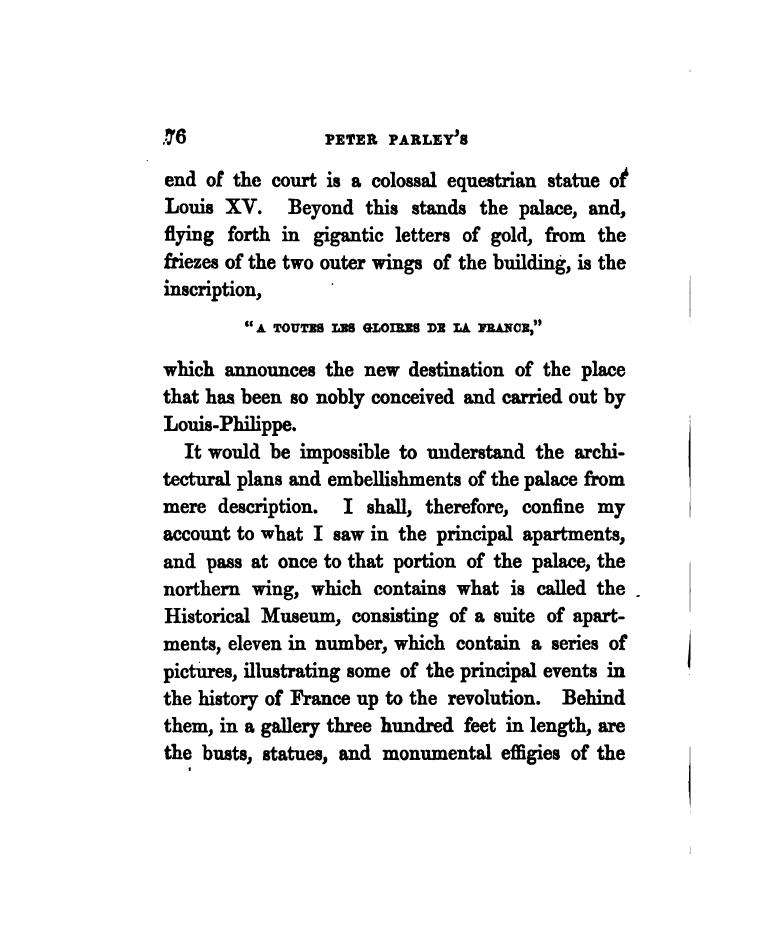 76 PETER PARLEY'S
end of the court is a colossal equestrian statue of
Louis XV. Beyond this stands the palace, and,
flying forth in gigantic letters of gold, from the
friezes of the two outer wings of the building, is the
inscription,
"A TOUTES LES GLOIRES DE LA FRANCE,"
which announces the new destination of the place
that has been so nobly conceived and carried out by
Louis-Philippe.
It would be impossible to understand the archi-
tectural plans and embellishments of the palace from
mere description. I shall, therefore, confine my
account to what I saw in the principal apartments,
and pass at once to that portion of the palace, the
northern wing, which contains what is called the
Historical Museum, consisting of a suite of apart-
ments, eleven in number, which contain a series of
pictures, illustrating some of the principal events in
the history of France up to the revolution. Behind
them, in a gallery three hundred feet in length, are
the busts, statues, and monumental effigies of the